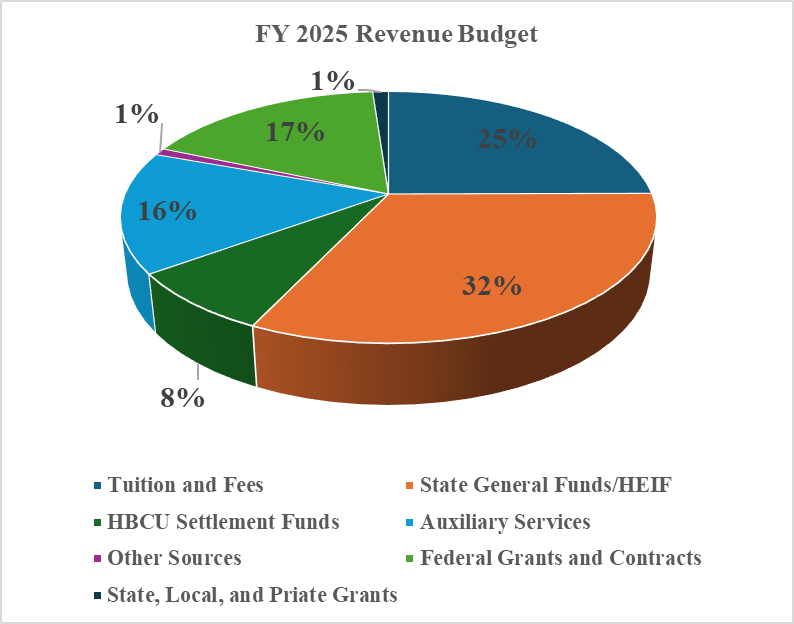 FY 2025 Revenue Budget
1%
1%
17%
25%
16%
32%
8%
Tuition and Fees
State General Funds/HEIF
HBCU Settlement Funds
Auxiliary Services
Other Sources
Federal Grants and Contracts
State, Local, and Priate Grants